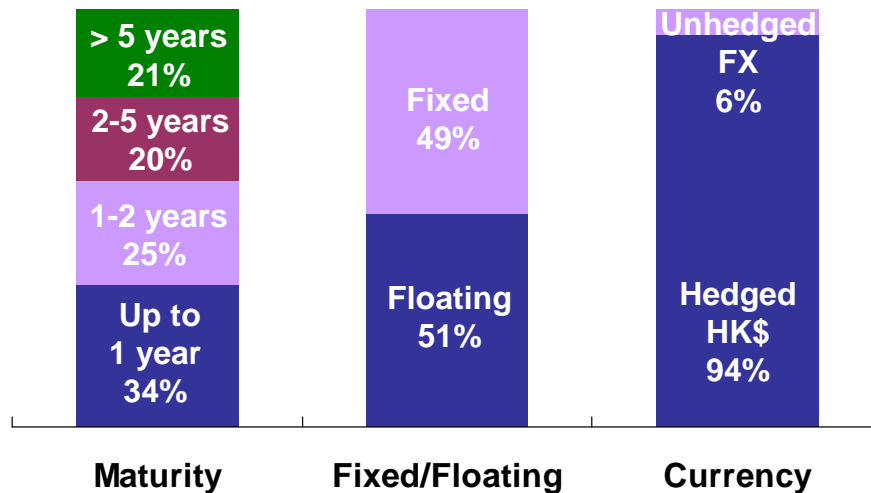 > 5 years
21%
2-5 years
20%
1-2 years
25%
Up to
1 year
34%
Fixed
49%
Floating
51%
Unhedged
FX
6%
Hedged
HK$
94%
Maturity
Fixed/Floating
Currency